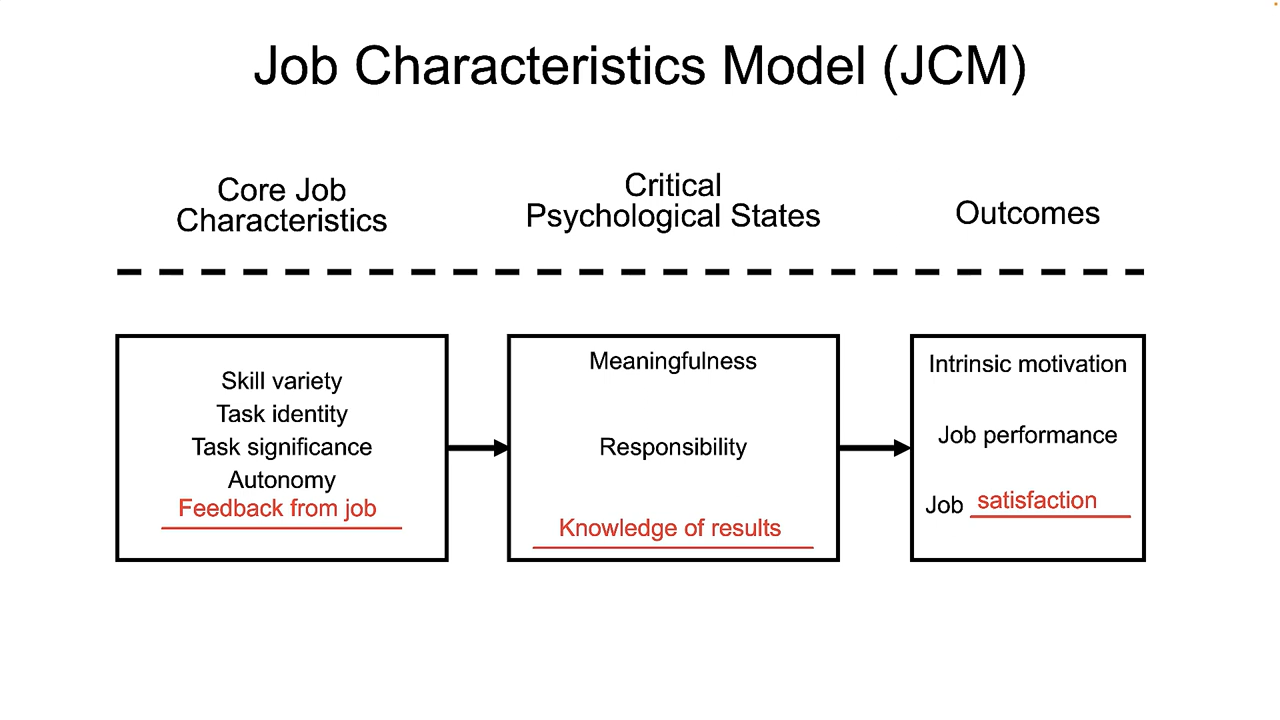 Job Characteristics Model (JCM)
Core Job
Characteristics
Critical
Psychological States
Outcomes
Skill variety
Task identity
Task significance
Autonomy
Feedback from job
Meaningfulness
Responsibility
Knowledge of results
Intrinsic motivation
Job performance
Job satisfaction